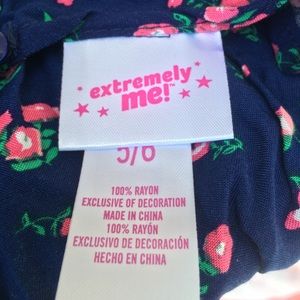 extremely
me!™
5/6
100% RAYON
EXCLUSIVE OF DECORATION
MADE IN CHINA
100% RAYÓN
EXCLUSIVO DE DECORACIÓN
HECHO EN CHINA